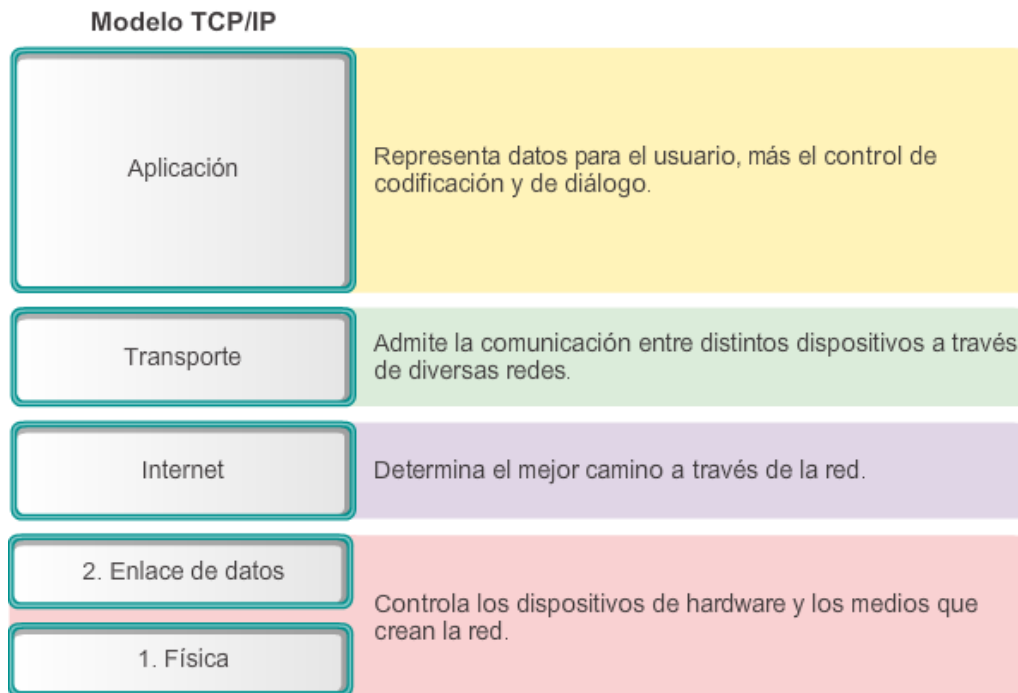 Modelo TCP/IP
Aplicación
Representa datos para el usuario, más el control de
codificación y de diálogo.
Transporte
Admite la comunicación entre distintos dispositivos a través
de diversas redes.
Internet
Determina el mejor camino a través de la red.
2. Enlace de datos
Controla los dispositivos de hardware y los medios que
crean la red.
1. Física